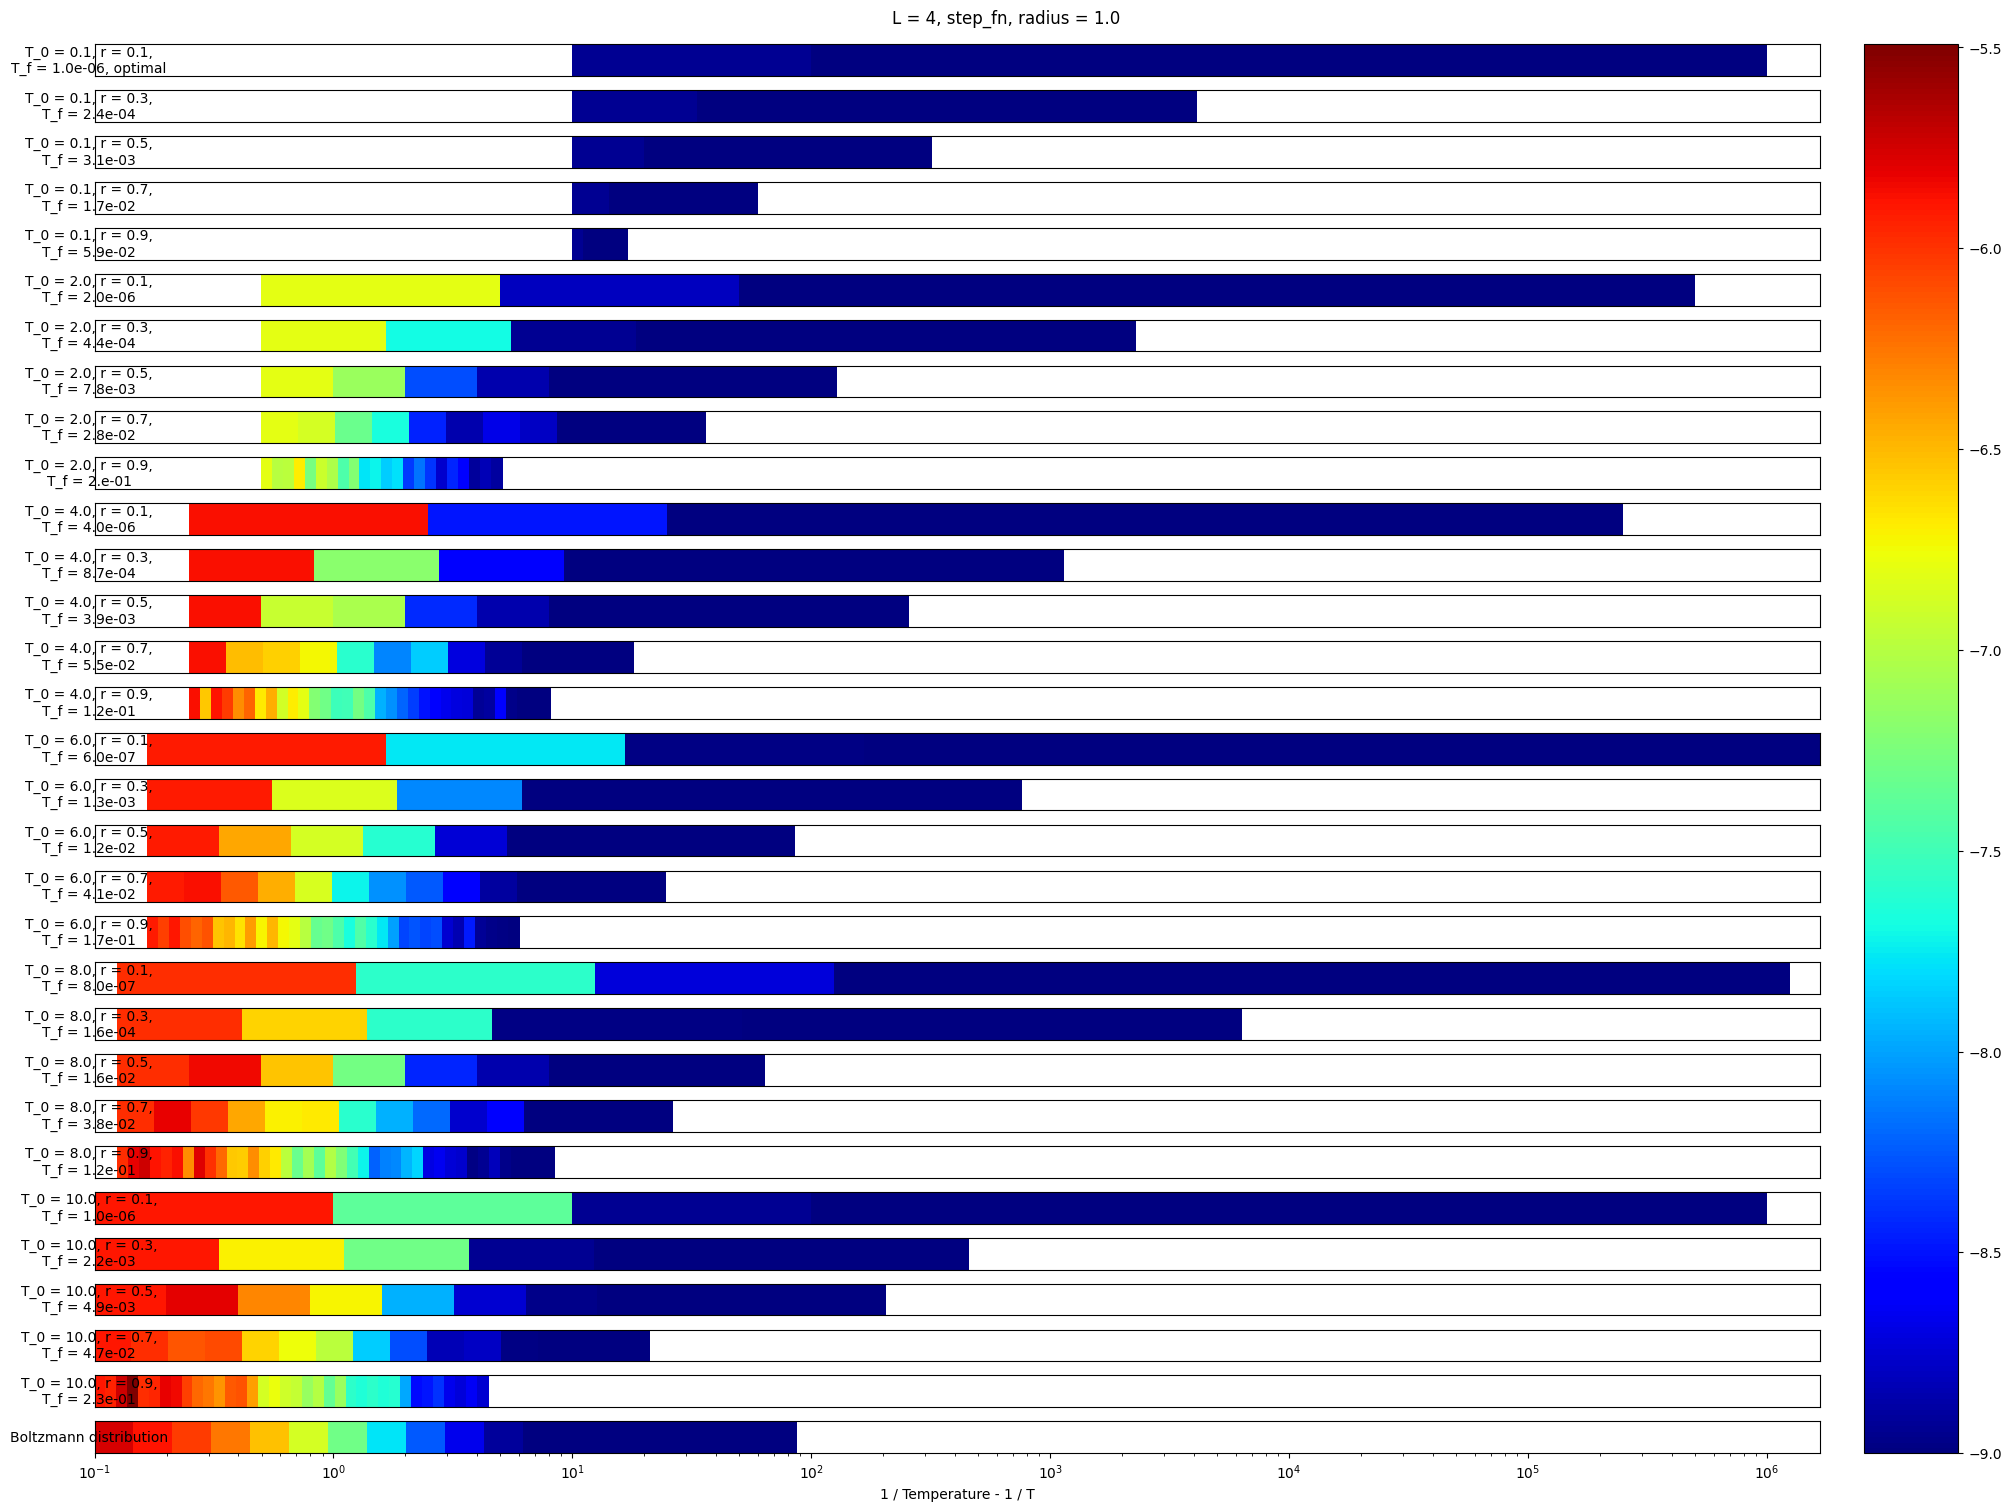 L = 4, step_fn, radius = 1.0
T_0 = 0.1, r = 0.1,
T_f = 1.0e-06, optimal
T_0 = 0.1, r = 0.3,
T_f = 2.4e-04
T_0 = 0.1, r = 0.5,
T_f = 3.1e-03
T_0 = 0.1, r = 0.7,
T_f = 1.7e-02
T_0 = 0.1, r = 0.9,
T_f = 5.9e-02
T_0 = 2.0, r = 0.1,
T_f = 2.0e-06
T_0 = 2.0, r = 0.3,
T_f = 4.4e-04
T_0 = 2.0, r = 0.5,
T_f = 7.8e-03
T_0 = 2.0, r = 0.7,
T_f = 2.8e-02
T_0 = 2.0, r = 0.9,
T_f = 2.e-01
T_0 = 4.0, r = 0.1,
T_f = 4.0e-06
T_0 = 4.0, r = 0.3,
T_f = 8.7e-04
T_0 = 4.0, r = 0.5,
T_f = 3.9e-03
T_0 = 4.0, r = 0.7,
T_f = 5.5e-02
T_0 = 4.0, r = 0.9,
T_f = 1.2e-01
T_0 = 6.0, r = 0.1,
T_f = 6.0e-07
T_0 = 6.0, r = 0.3,
T_f = 1.3e-03
T_0 = 6.0, r = 0.5,
T_f = 1.2e-02
T_0 = 6.0, r = 0.7,
T_f = 4.1e-02
T_0 = 6.0, r = 0.9,
T_f = 1.7e-01
T_0 = 8.0, r = 0.1,
T_f = 8.0e-07
T_0 = 8.0, r = 0.3,
T_f = 1.6e-04
T_0 = 8.0, r = 0.5,
T_f = 1.6e-02
T_0 = 8.0, r = 0.7,
T_f = 3.8e-02
T_0 = 8.0, r = 0.9,
T_f = 1.2e-01
T_0 = 10.0, r = 0.1,
T_f = 1.0e-06
T_0 = 10.0, r = 0.3,
T_f = 2.2e-03
T_0 = 10.0, r = 0.5,
T_f = 4.9e-03
T_0 = 10.0, r = 0.7,
T_f = 4.7e-02
T_0 = 10.0, r = 0.9,
T_f = 2.3e-01
Boltzmann distribution
10⁻¹ 10⁰ 10¹ 10² 10³ 10⁴ 10⁵ 10⁶
1 / Temperature - 1 / T
−5.5
−6.0
−6.5
−7.0
−7.5
−8.0
−8.5
−9.0